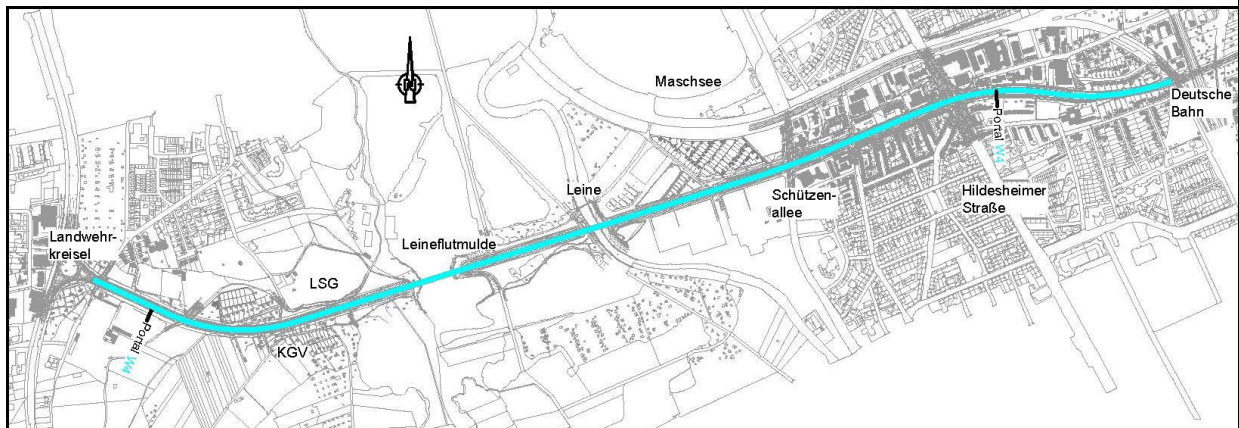 Maschsee
Deutsche
Bahn
Portal W4
Leine
Schützen-
allee
Hildesheimer
Straße
Landwehr-
kreisel
Leineflutmulde
LSG
Portal W4
KGV